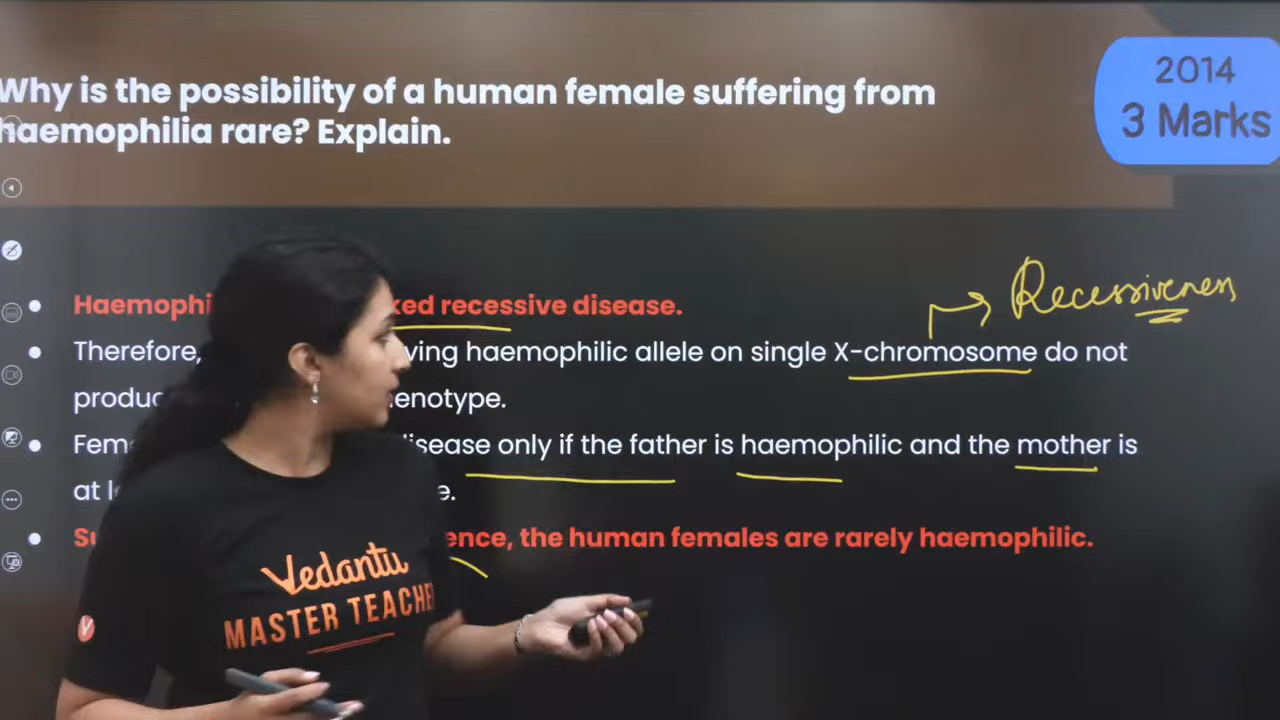 Why is the possibility of a human female suffering from
haemophilia rare? Explain.
2014
3 Marks
Recessiveness
Haemophi ked recessive disease.
Therefore, ving haemophilic allele on single X-chromosome do not
produc enotype.
Fem disease only if the father is haemophilic and the mother is
at l e.
Su ence, the human females are rarely haemophilic.
Vedantu
MASTER TEACHE
V